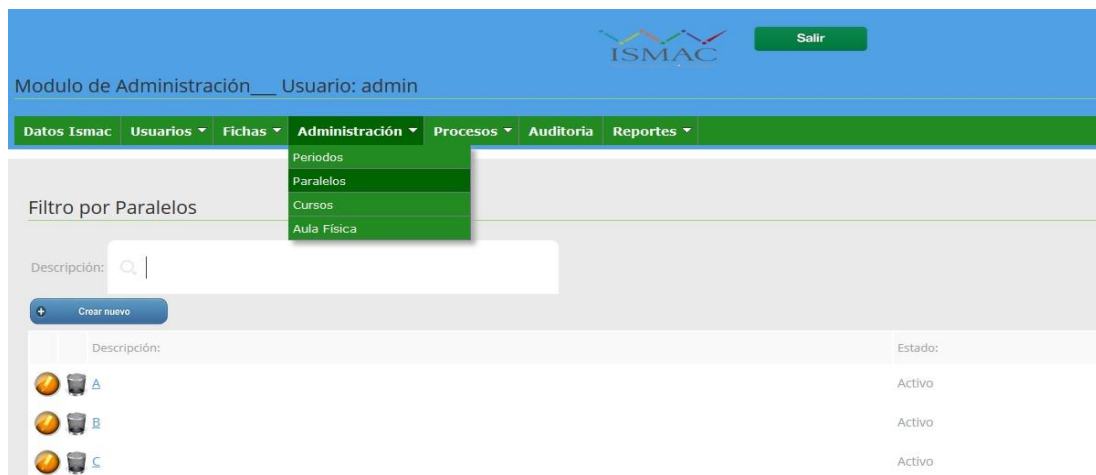 ISMAC
Salir
Modulo de Administración___ Usuario: admin
Datos Ismac Usuarios Fichas Administración Procesos Auditoria Reportes
Periodos
Paralelos
Cursos
Aula Física
Filtro por Paralelos
Descripción:
Crear nuevo
Descripción: Estado:
A Activo
B Activo
C Activo